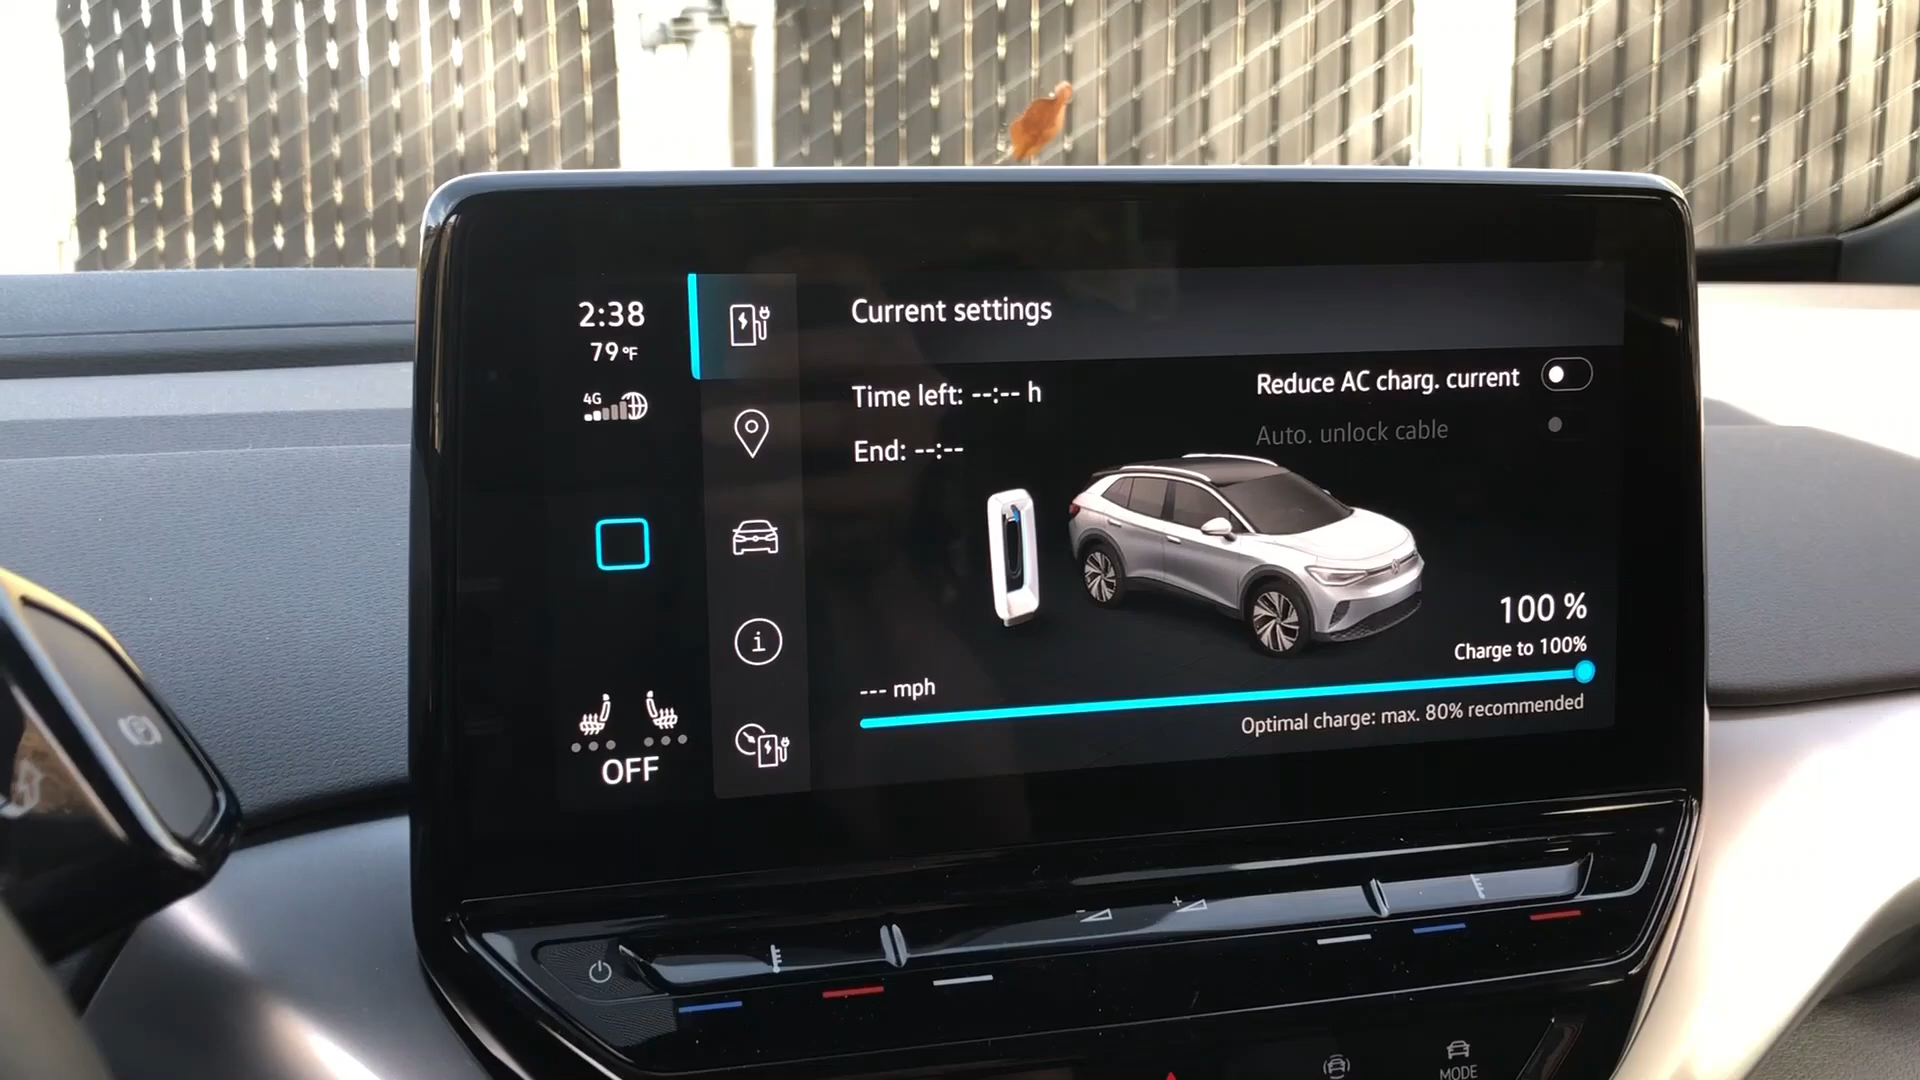 2:38
79°F
4G
OFF
Current settings
Time left: --:-- h
End: --:--
Reduce AC charg. current
Auto. unlock cable
100 %
Charge to 100%
--- mph
Optimal charge: max. 80% recommended
MODE